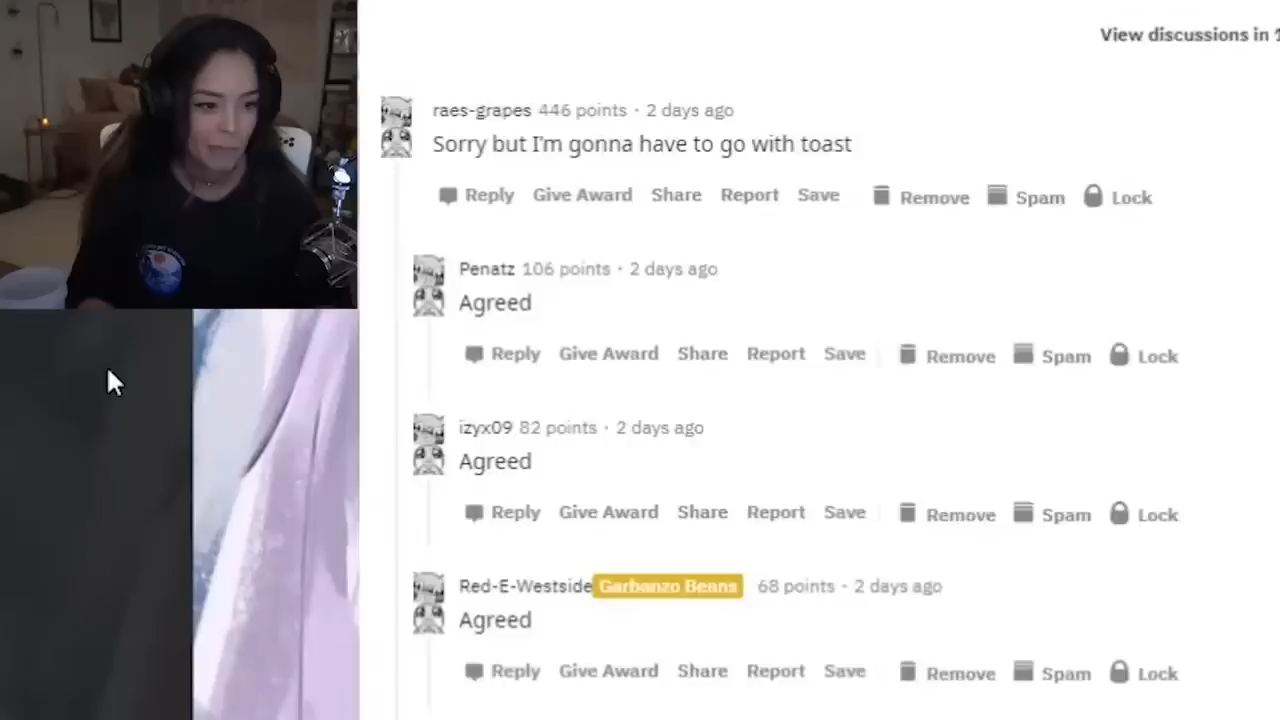 View discussions in 1
raes-grapes 446 points · 2 days ago
Sorry but I'm gonna have to go with toast
Reply Give Award Share Report Save Remove Spam Lock
Penatz 106 points · 2 days ago
Agreed
Reply Give Award Share Report Save Remove Spam Lock
izyx09 82 points · 2 days ago
Agreed
Reply Give Award Share Report Save Remove Spam Lock
Red-E-Westside Garbanzo Beans 68 points · 2 days ago
Agreed
Reply Give Award Share Report Save Remove Spam Lock